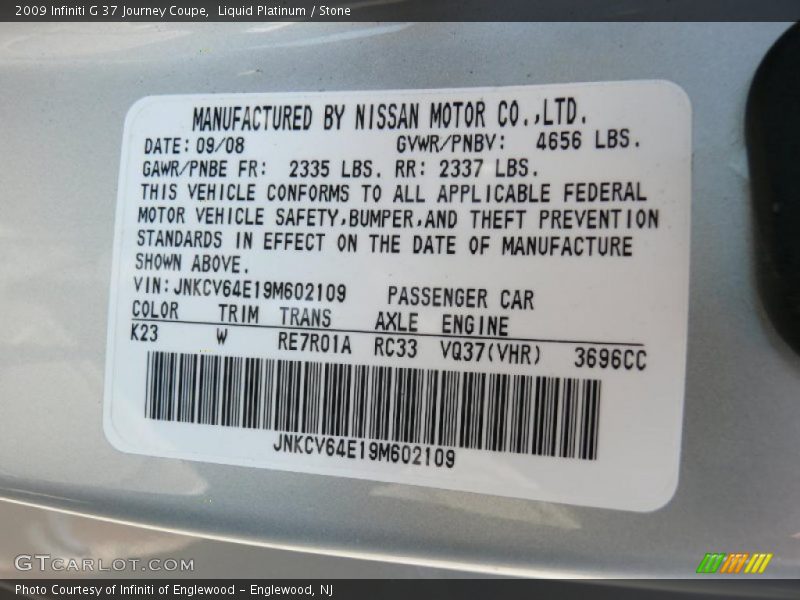 2009 Infiniti G 37 Journey Coupe, Liquid Platinum / Stone
MANUFACTURED BY NISSAN MOTOR CO.,LTD.
DATE: 09/08 GVWR/PNBV: 4656 LBS.
GAWR/PNBE FR: 2335 LBS. RR: 2337 LBS.
THIS VEHICLE CONFORMS TO ALL APPLICABLE FEDERAL
MOTOR VEHICLE SAFETY,BUMPER,AND THEFT PREVENTION
STANDARDS IN EFFECT ON THE DATE OF MANUFACTURE
SHOWN ABOVE.
VIN: JNKCV64E19M602109 PASSENGER CAR
COLOR TRIM TRANS AXLE ENGINE
K23 W RE7R01A RC33 VQ37(VHR) 3696CC
JNKCV64E19M602109
GTCARLOT.COM
Photo Courtesy of Infiniti of Englewood – Englewood, NJ